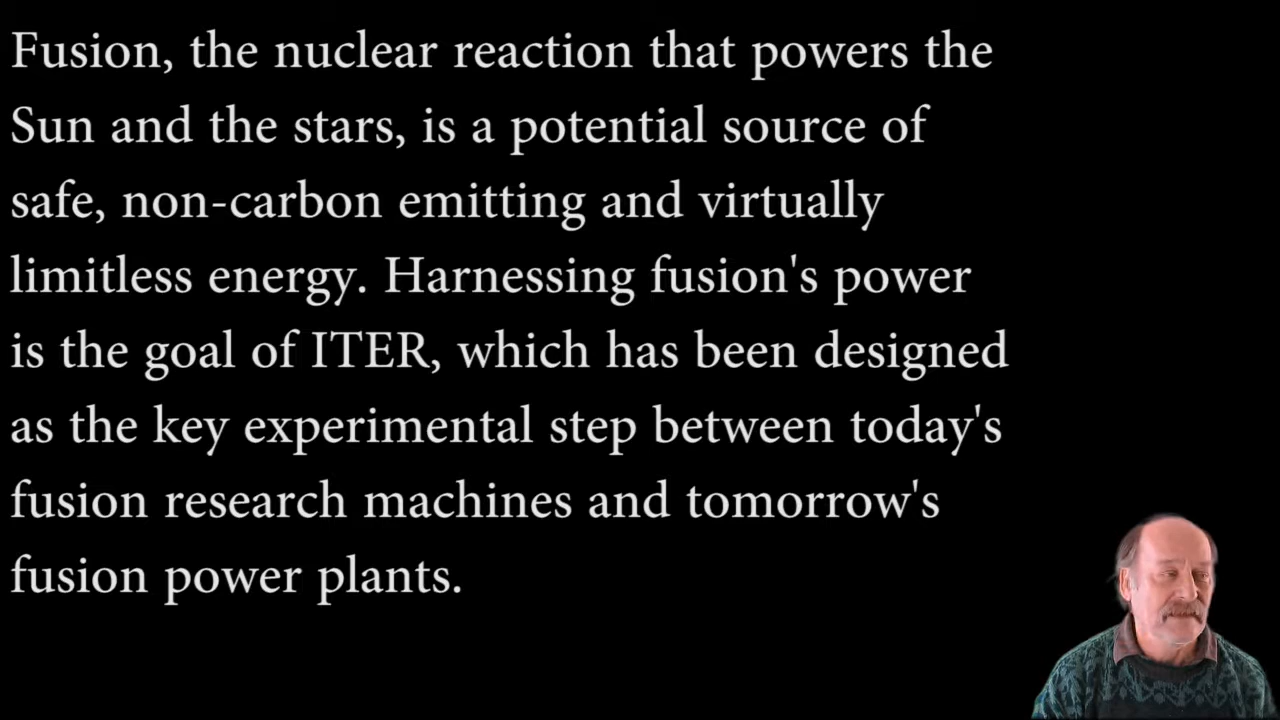 Fusion, the nuclear reaction that powers the
Sun and the stars, is a potential source of
safe, non-carbon emitting and virtually
limitless energy. Harnessing fusion's power
is the goal of ITER, which has been designed
as the key experimental step between today's
fusion research machines and tomorrow's
fusion power plants.